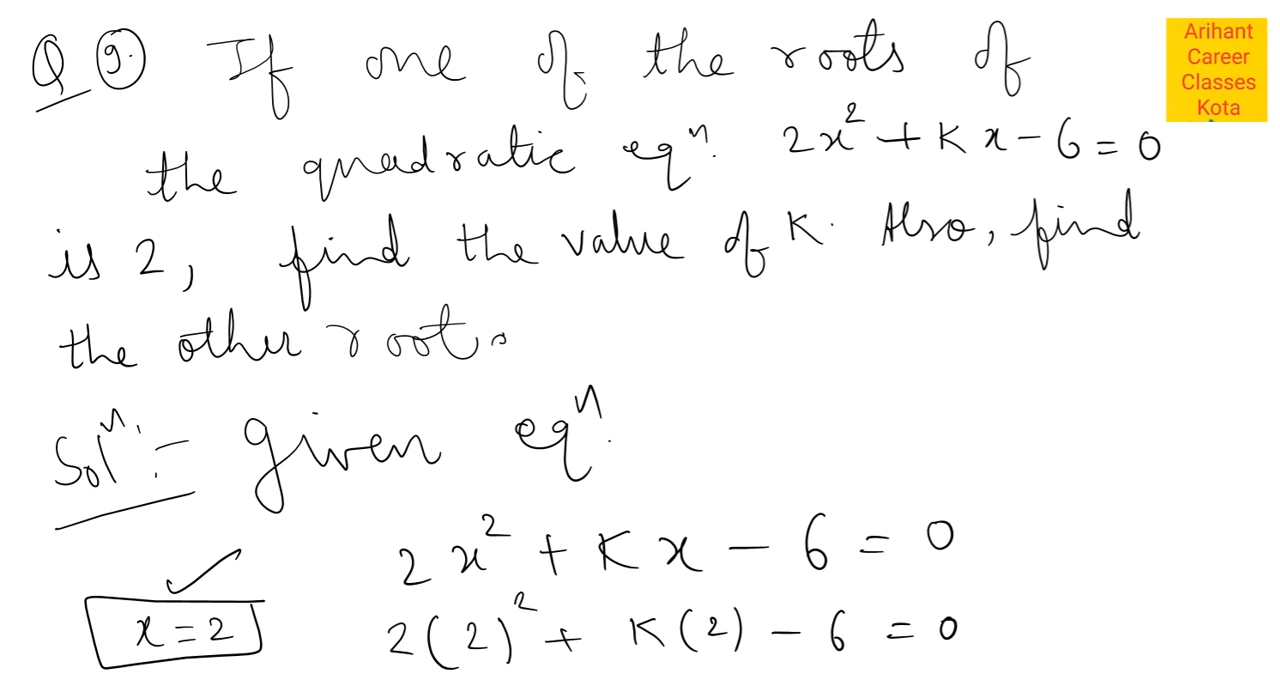 Q 9. If one of the roots of
the quadratic eqⁿ. 2x² + Kx - 6 = 0
is 2, find the value of K. Also, find
the other root.
Solⁿ. :- given eqⁿ.
2x² + Kx - 6 = 0
x = 2
2(2)² + K(2) - 6 = 0
Arihant
Career
Classes
Kota